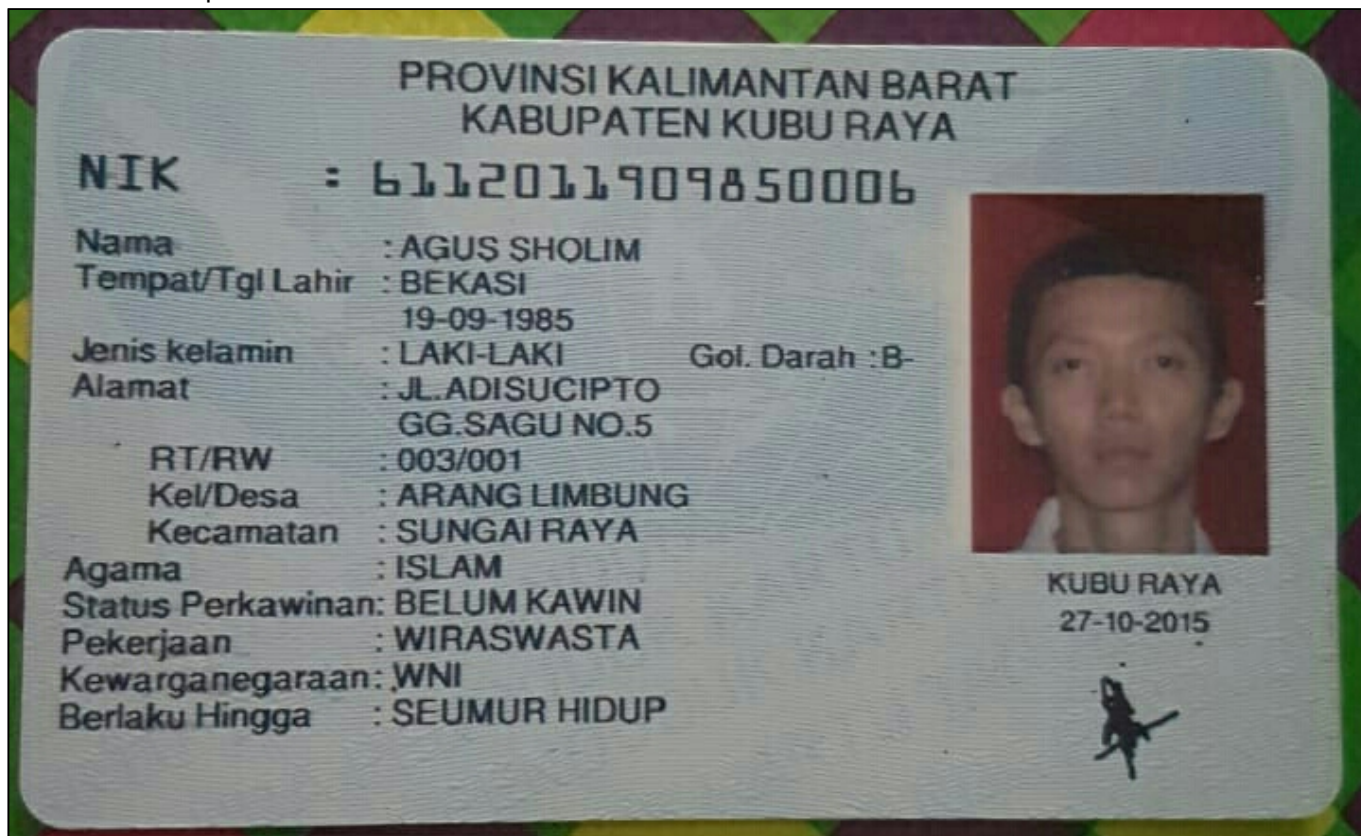 PROVINSI KALIMANTAN BARAT
KABUPATEN KUBU RAYA
NIK : 6112011909850006
Nama : AGUS SHOLIM
Tempat/Tgl Lahir : BEKASI
19-09-1985
Jenis kelamin : LAKI-LAKI Gol. Darah :B-
Alamat : JL.ADISUCIPTO
GG.SAGU NO.5
RT/RW : 003/001
Kel/Desa : ARANG LIMBUNG
Kecamatan : SUNGAI RAYA
Agama : ISLAM
Status Perkawinan: BELUM KAWIN
Pekerjaan : WIRASWASTA
Kewarganegaraan: WNI
Berlaku Hingga : SEUMUR HIDUP
KUBU RAYA
27-10-2015